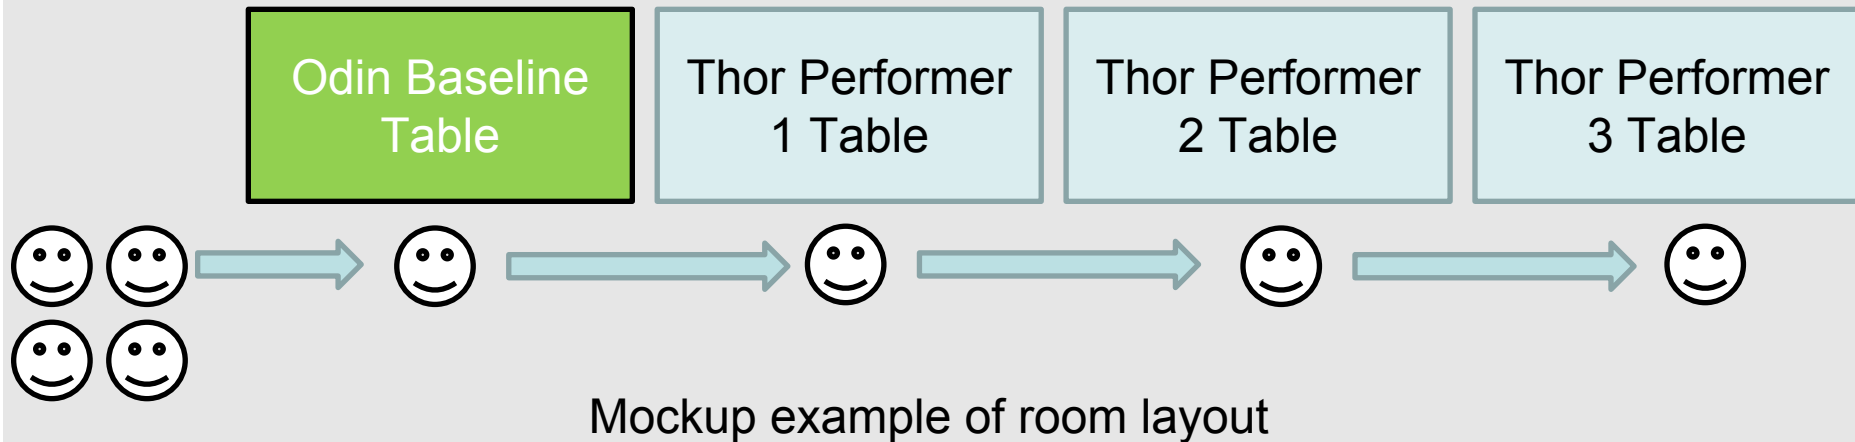 Odin Baseline
Table
Thor Performer
1 Table
Thor Performer
2 Table
Thor Performer
3 Table
Mockup example of room layout